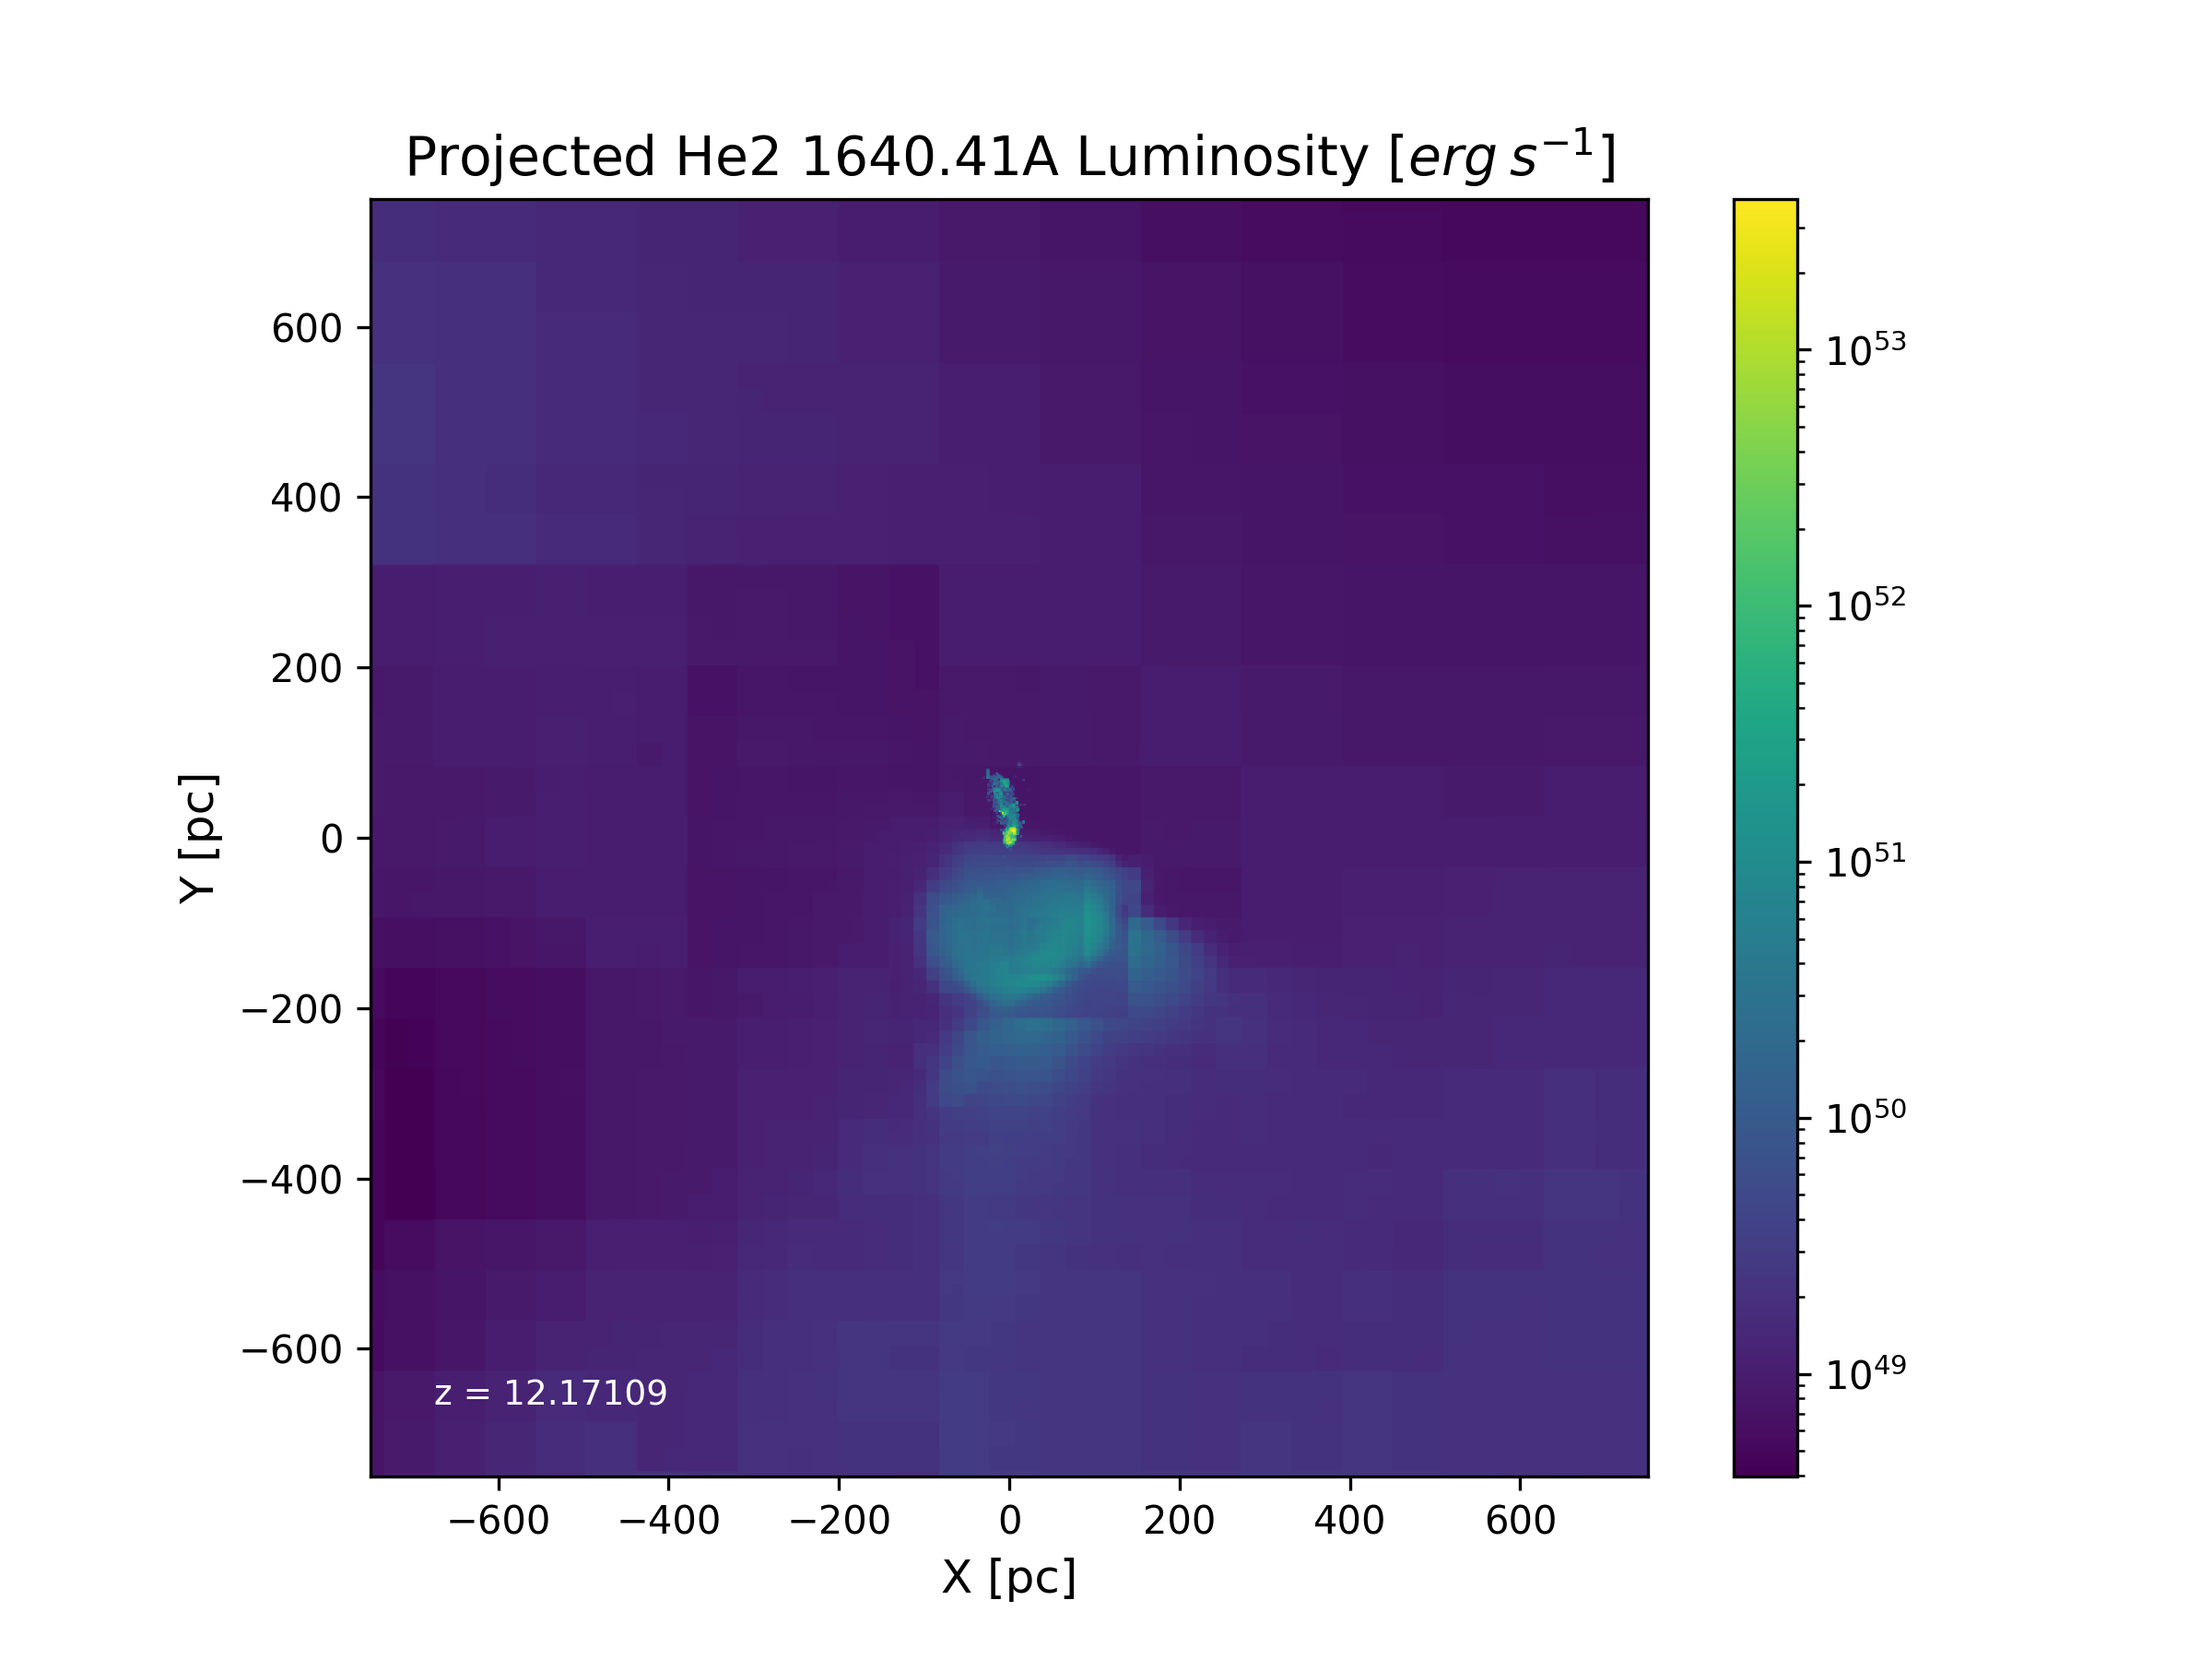 Projected He2 1640.41A Luminosity [erg s⁻¹]
600
400
200
0
−200
−400
−600
Y [pc]
z = 12.17109
−600 −400 −200 0 200 400 600
X [pc]
10⁵³
10⁵²
10⁵¹
10⁵⁰
10⁴⁹